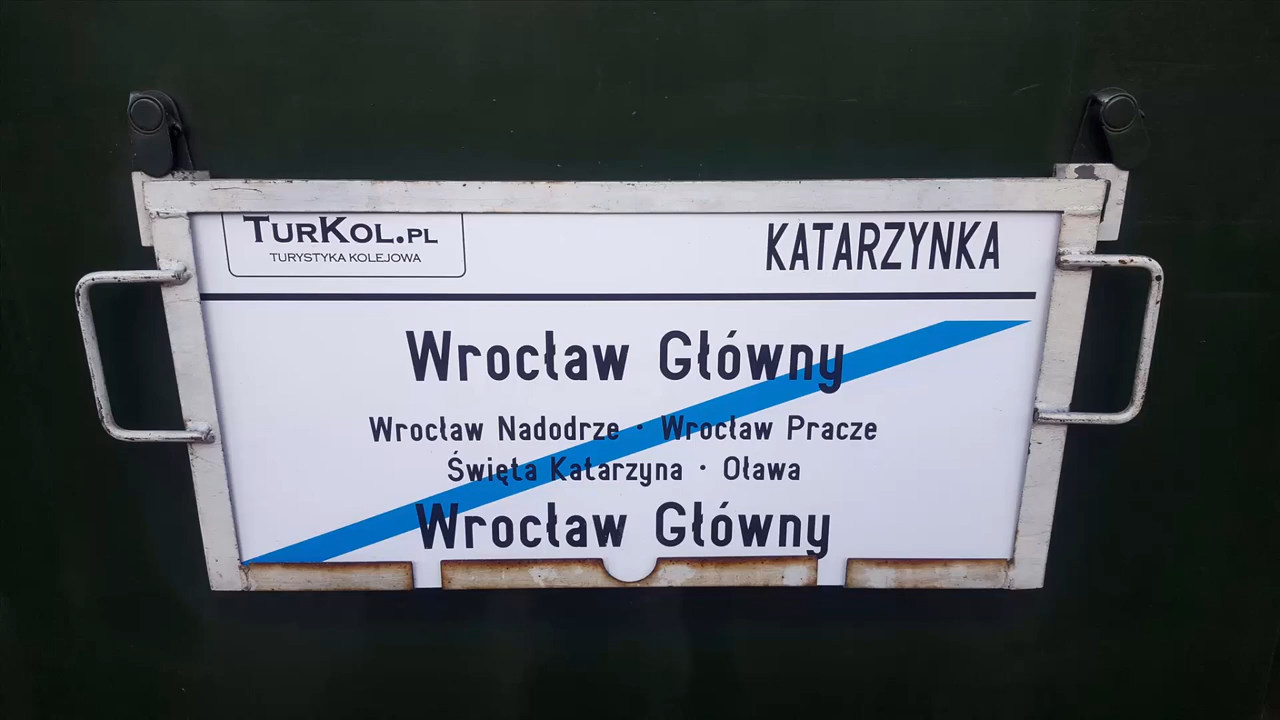 TURKOL.PL
TURYSTYKA KOLEJOWA
KATARZYNKA
Wrocław Główny
Wrocław Nadodrze · Wrocław Pracze
Święta Katarzyna · Oława
Wrocław Główny